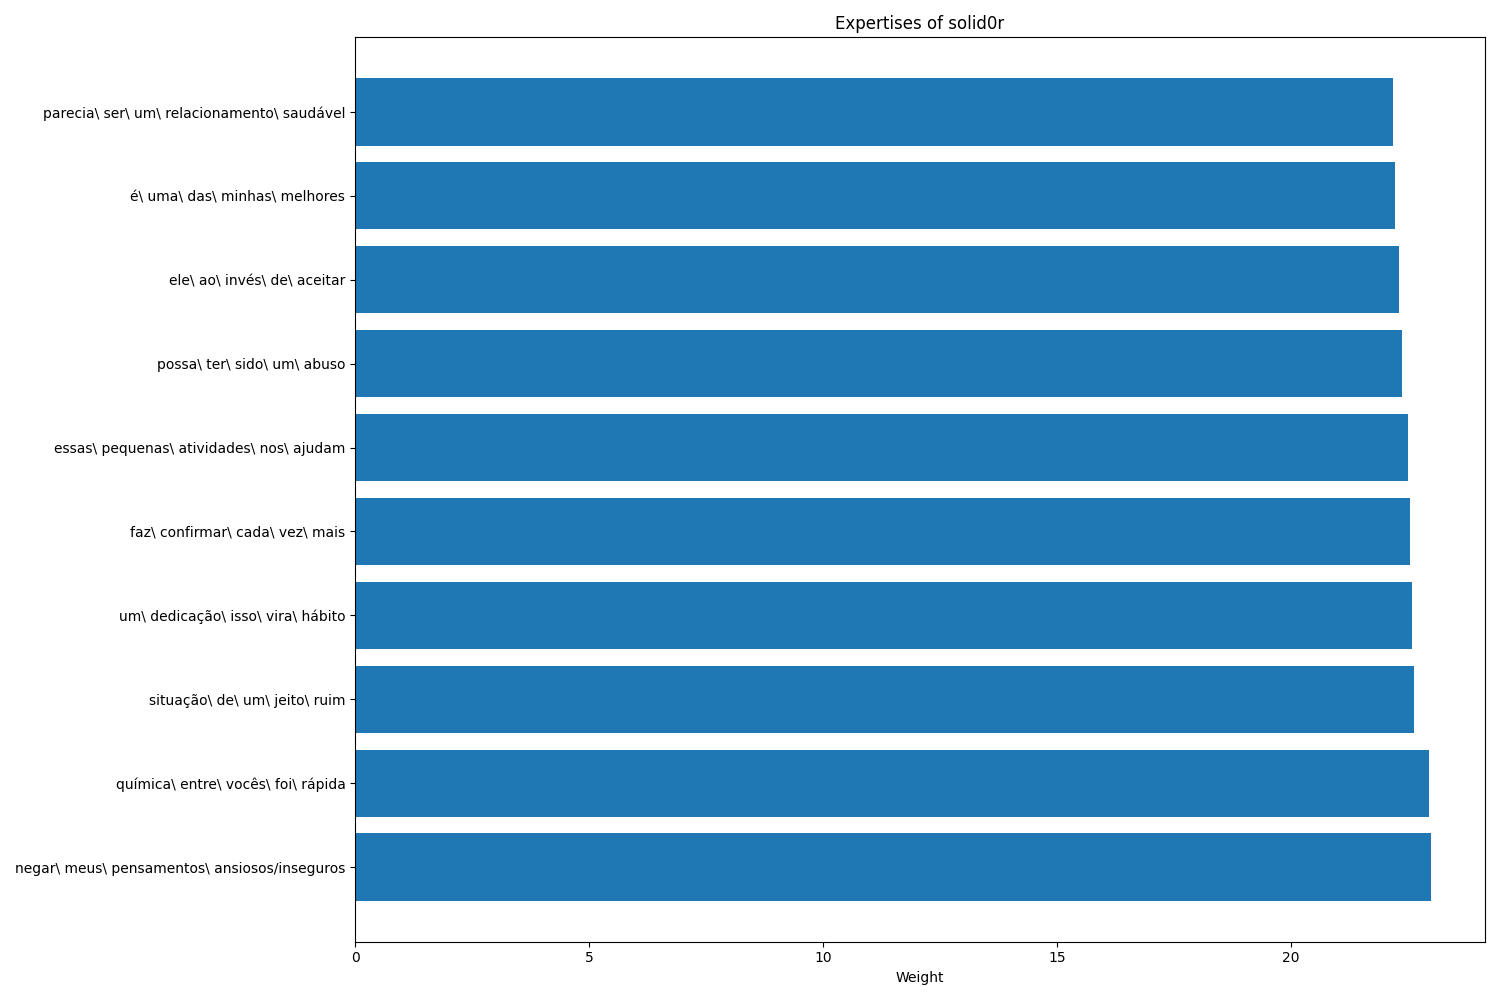 Expertises of solid0r
parecia\ ser\ um\ relacionamento\ saudável
é\ uma\ das\ minhas\ melhores
ele\ ao\ invés\ de\ aceitar
possa\ ter\ sido\ um\ abuso
essas\ pequenas\ atividades\ nos\ ajudam
faz\ confirmar\ cada\ vez\ mais
um\ dedicação\ isso\ vira\ hábito
situação\ de\ um\ jeito\ ruim
química\ entre\ vocês\ foi\ rápida
negar\ meus\ pensamentos\ ansiosos/inseguros
0 5 10 15 20
Weight